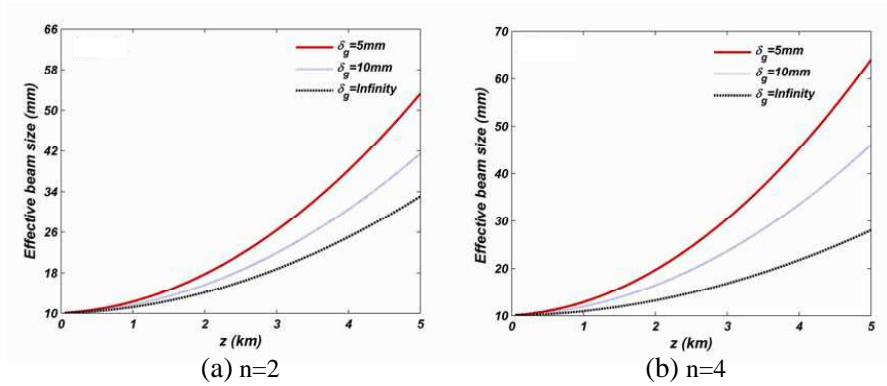 66
58
50
42
34
26
18
10
Effective beam size (mm)
δg=5mm
δg=10mm
δg=Infinity
0 1 2 3 4 5
z (km)
(a) n=2
70
60
50
40
30
20
10
Effective beam size (mm)
δg=5mm
δg=10mm
δg=Infinity
0 1 2 3 4 5
z (km)
(b) n=4